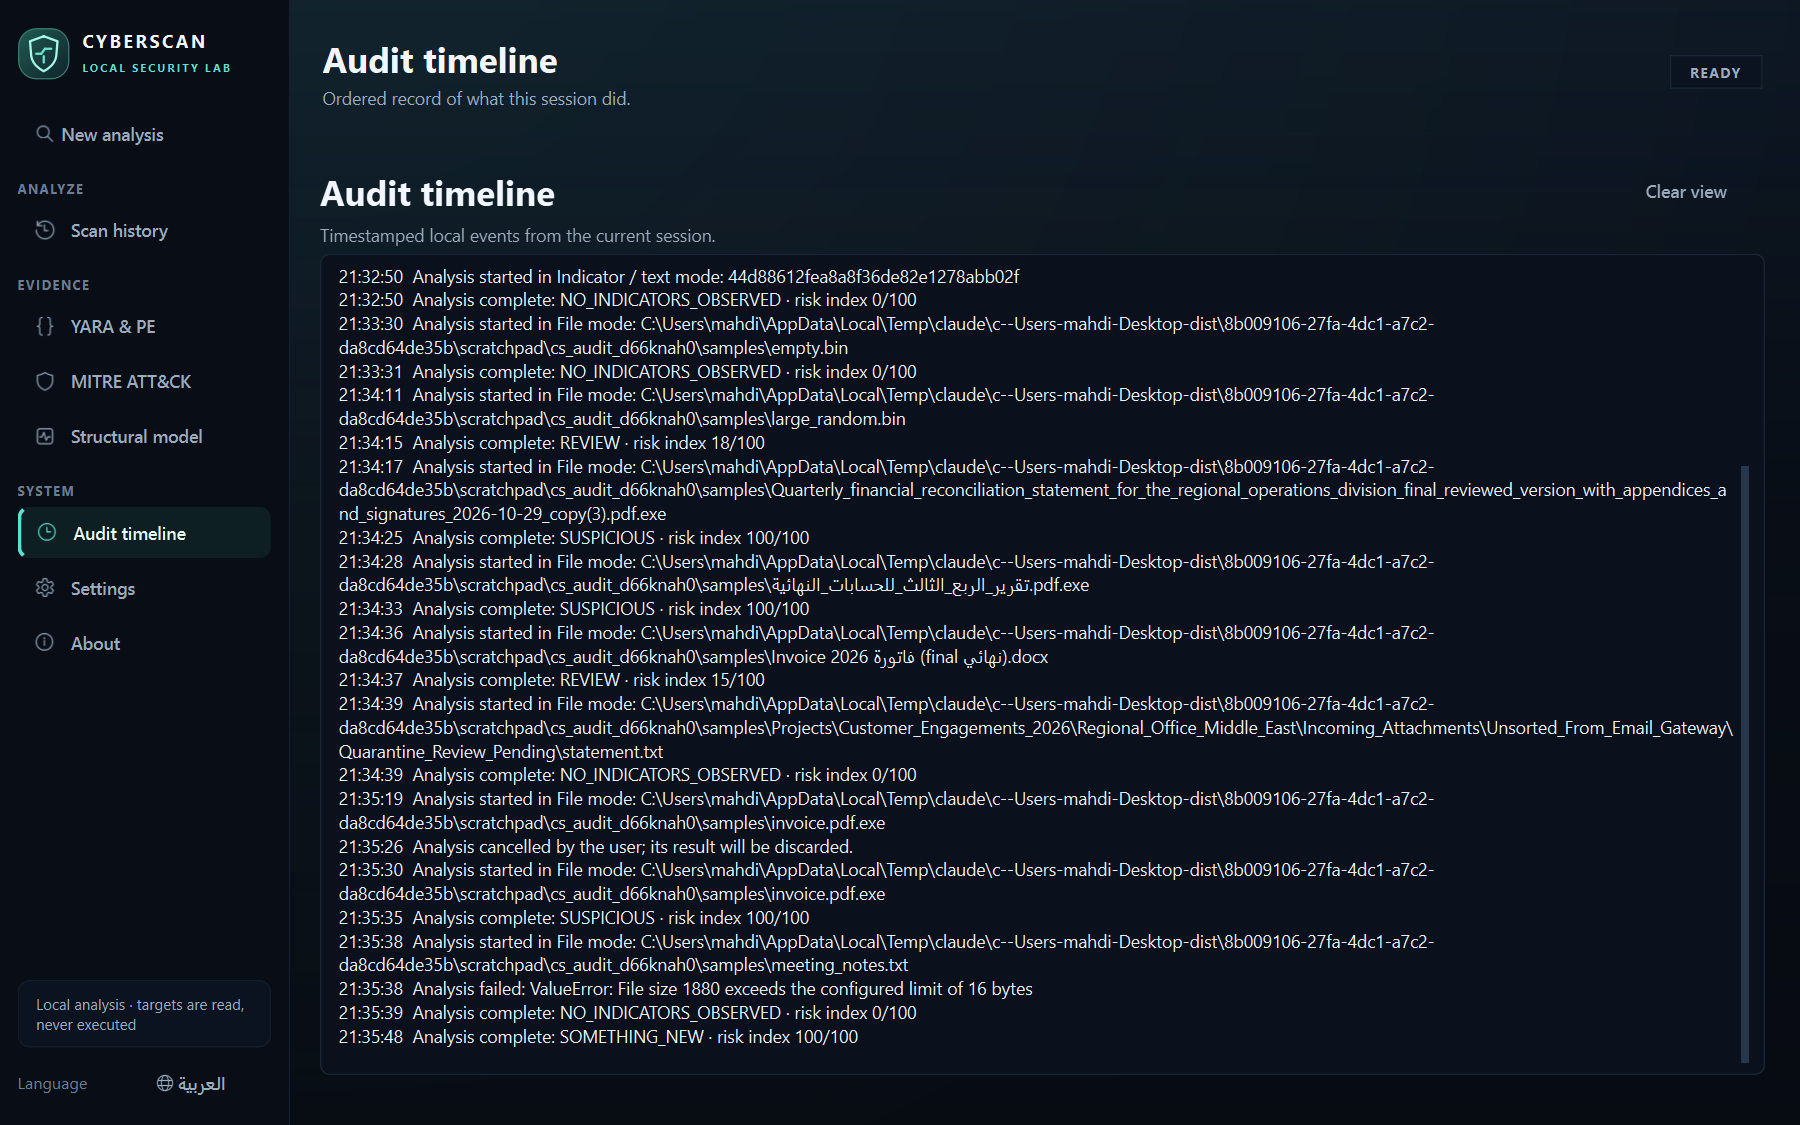 CYBERSCAN
LOCAL SECURITY LAB
New analysis
ANALYZE
Scan history
EVIDENCE
YARA & PE
MITRE ATT&CK
Structural model
SYSTEM
Audit timeline
Settings
About
Local analysis · targets are read,
never executed
Language
العربية
Audit timeline
Ordered record of what this session did.
READY
Audit timeline
Clear view
Timestamped local events from the current session.
21:32:50 Analysis started in Indicator / text mode: 44d88612fea8a8f36de82e1278abb02f
21:32:50 Analysis complete: NO_INDICATORS_OBSERVED · risk index 0/100
21:33:30 Analysis started in File mode: C:\Users\mahdi\AppData\Local\Temp\claude\c--Users-mahdi-Desktop-dist\8b009106-27fa-4dc1-a7c2-
da8cd64de35b\scratchpad\cs_audit_d66knah0\samples\empty.bin
21:33:31 Analysis complete: NO_INDICATORS_OBSERVED · risk index 0/100
21:34:11 Analysis started in File mode: C:\Users\mahdi\AppData\Local\Temp\claude\c--Users-mahdi-Desktop-dist\8b009106-27fa-4dc1-a7c2-
da8cd64de35b\scratchpad\cs_audit_d66knah0\samples\large_random.bin
21:34:15 Analysis complete: REVIEW · risk index 18/100
21:34:17 Analysis started in File mode: C:\Users\mahdi\AppData\Local\Temp\claude\c--Users-mahdi-Desktop-dist\8b009106-27fa-4dc1-a7c2-
da8cd64de35b\scratchpad\cs_audit_d66knah0\samples\Quarterly_financial_reconciliation_statement_for_the_regional_operations_division_final_reviewed_version_with_appendices_a
nd_signatures_2026-10-29_copy(3).pdf.exe
21:34:25 Analysis complete: SUSPICIOUS · risk index 100/100
21:34:28 Analysis started in File mode: C:\Users\mahdi\AppData\Local\Temp\claude\c--Users-mahdi-Desktop-dist\8b009106-27fa-4dc1-a7c2-
da8cd64de35b\scratchpad\cs_audit_d66knah0\samples\تقرير_الربع_الثالث_للحسابات_النهائية.pdf.exe
21:34:33 Analysis complete: SUSPICIOUS · risk index 100/100
21:34:36 Analysis started in File mode: C:\Users\mahdi\AppData\Local\Temp\claude\c--Users-mahdi-Desktop-dist\8b009106-27fa-4dc1-a7c2-
da8cd64de35b\scratchpad\cs_audit_d66knah0\samples\Invoice 2026 فاتورة (final نهائي).docx
21:34:37 Analysis complete: REVIEW · risk index 15/100
21:34:39 Analysis started in File mode: C:\Users\mahdi\AppData\Local\Temp\claude\c--Users-mahdi-Desktop-dist\8b009106-27fa-4dc1-a7c2-
da8cd64de35b\scratchpad\cs_audit_d66knah0\samples\Projects\Customer_Engagements_2026\Regional_Office_Middle_East\Incoming_Attachments\Unsorted_From_Email_Gateway\
Quarantine_Review_Pending\statement.txt
21:34:39 Analysis complete: NO_INDICATORS_OBSERVED · risk index 0/100
21:35:19 Analysis started in File mode: C:\Users\mahdi\AppData\Local\Temp\claude\c--Users-mahdi-Desktop-dist\8b009106-27fa-4dc1-a7c2-
da8cd64de35b\scratchpad\cs_audit_d66knah0\samples\invoice.pdf.exe
21:35:26 Analysis cancelled by the user; its result will be discarded.
21:35:30 Analysis started in File mode: C:\Users\mahdi\AppData\Local\Temp\claude\c--Users-mahdi-Desktop-dist\8b009106-27fa-4dc1-a7c2-
da8cd64de35b\scratchpad\cs_audit_d66knah0\samples\invoice.pdf.exe
21:35:35 Analysis complete: SUSPICIOUS · risk index 100/100
21:35:38 Analysis started in File mode: C:\Users\mahdi\AppData\Local\Temp\claude\c--Users-mahdi-Desktop-dist\8b009106-27fa-4dc1-a7c2-
da8cd64de35b\scratchpad\cs_audit_d66knah0\samples\meeting_notes.txt
21:35:38 Analysis failed: ValueError: File size 1880 exceeds the configured limit of 16 bytes
21:35:39 Analysis complete: NO_INDICATORS_OBSERVED · risk index 0/100
21:35:48 Analysis complete: SOMETHING_NEW · risk index 100/100